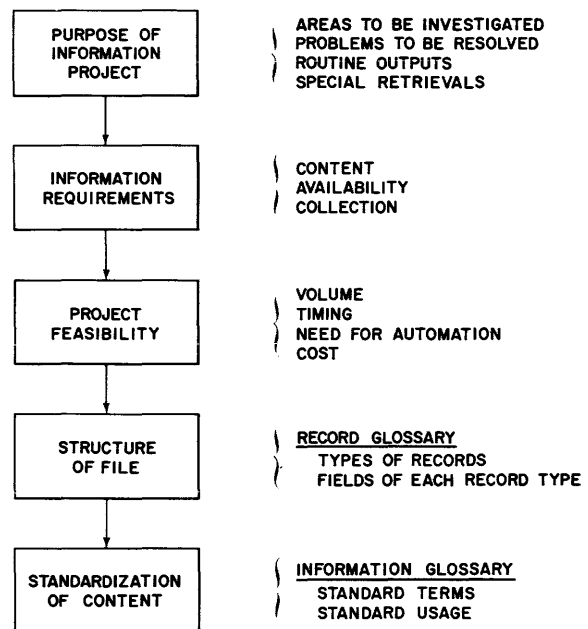 PURPOSE OF
INFORMATION
PROJECT
AREAS TO BE INVESTIGATED
PROBLEMS TO BE RESOLVED
ROUTINE OUTPUTS
SPECIAL RETRIEVALS
INFORMATION
REQUIREMENTS
CONTENT
AVAILABILITY
COLLECTION
PROJECT
FEASIBILITY
VOLUME
TIMING
NEED FOR AUTOMATION
COST
STRUCTURE
OF FILE
RECORD GLOSSARY
TYPES OF RECORDS
FIELDS OF EACH RECORD TYPE
STANDARDIZATION
OF CONTENT
INFORMATION GLOSSARY
STANDARD TERMS
STANDARD USAGE